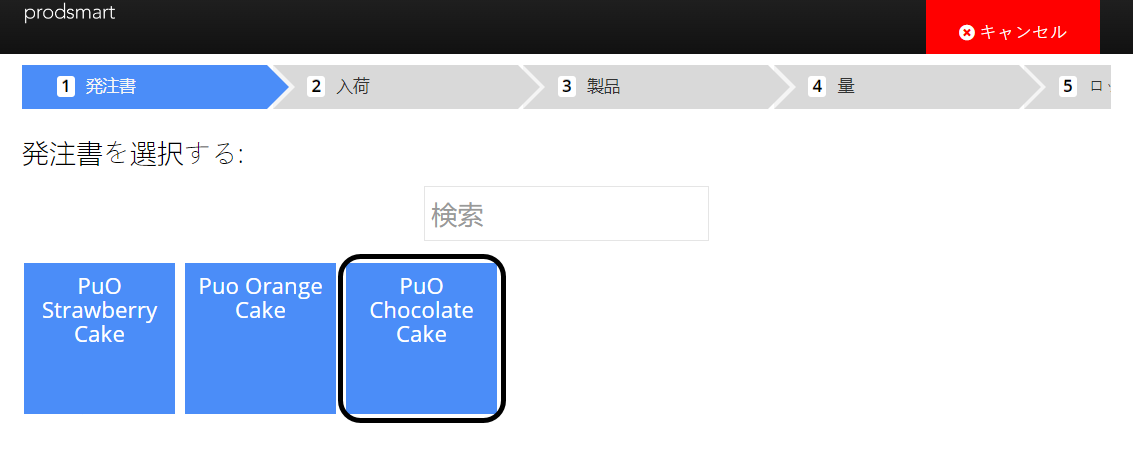 prodsmart
キャンセル
1 発注書
2 入荷
3 製品
4 量
5 ロッ
発注書を選択する:
検索
PuO
Strawberry
Cake
Puo Orange
Cake
PuO
Chocolate
Cake